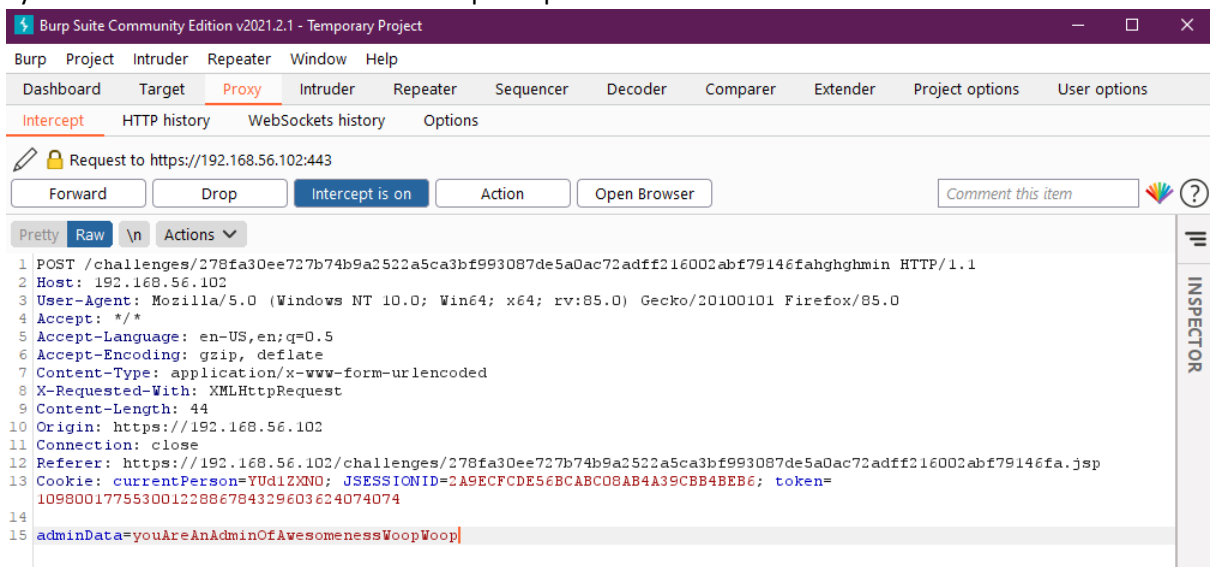 Burp Suite Community Edition v2021.2.1 - Temporary Project
Burp Project Intruder Repeater Window Help
Dashboard Target Proxy Intruder Repeater Sequencer Decoder Comparer Extender Project options User options
Intercept HTTP history WebSockets history Options
Request to https://192.168.56.102:443
Forward Drop Intercept is on Action Open Browser Comment this item ?
Pretty Raw \n Actions
1 POST /challenges/278fa30ee727b74b9a2522a5ca3bf993087de5a0ac72adff216002abf79146fahghghmin HTTP/1.1
2 Host: 192.168.56.102
3 User-Agent: Mozilla/5.0 (Windows NT 10.0; Win64; x64; rv:85.0) Gecko/20100101 Firefox/85.0
4 Accept: */*
5 Accept-Language: en-US,en;q=0.5
6 Accept-Encoding: gzip, deflate
7 Content-Type: application/x-www-form-urlencoded
8 X-Requested-With: XMLHttpRequest
9 Content-Length: 44
10 Origin: https://192.168.56.102
11 Connection: close
12 Referer: https://192.168.56.102/challenges/278fa30ee727b74b9a2522a5ca3bf993087de5a0ac72adff216002abf79146fa.jsp
13 Cookie: currentPerson=YUd1ZXN0; JSESSIONID=2A9ECFCDE56BCABC08AB4A39CBB4BEB6; token=
109800177553001228867843296036240740​74
14
15 adminData=youAreAnAdminOfAwesomenessWoopWoop
INSPECTOR